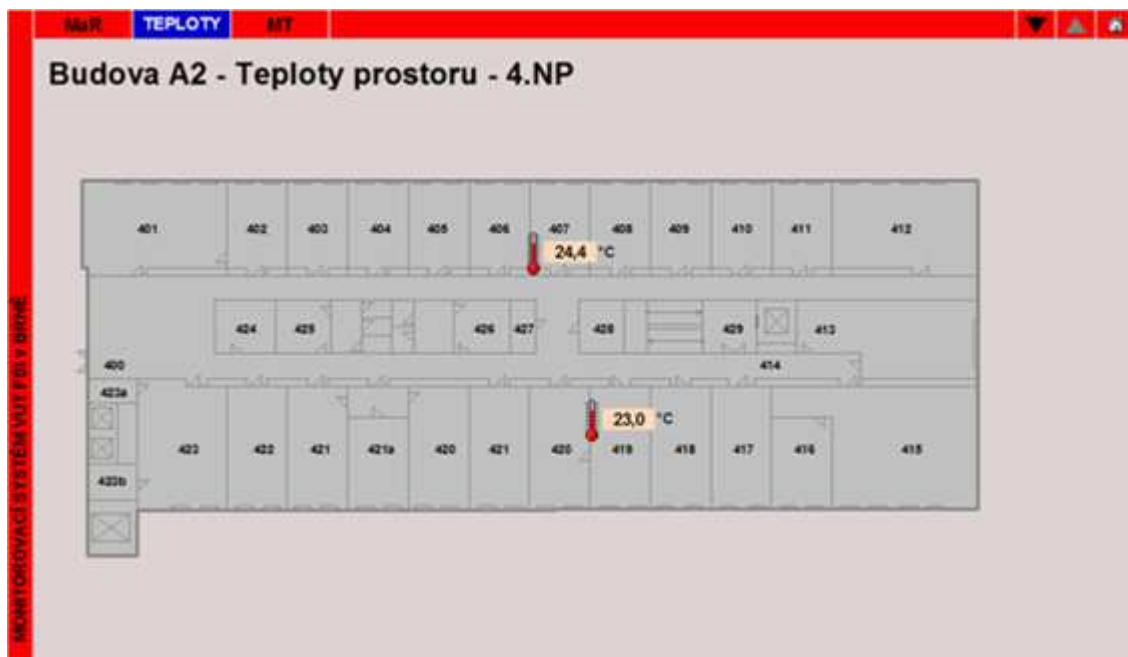 MaR TEPLOTY MT
Budova A2 - Teploty prostoru - 4.NP
401 402 403 404 405 406 407 408 409 410 411 412
24,4 °C
424 425 426 427 428 429 413
400 414
423a
23,0 °C
423 422 421 421a 420 421 420 419 418 417 416 415
423b
MONITOROVACÍ SYSTÉM VUT FSI V BRNĚ